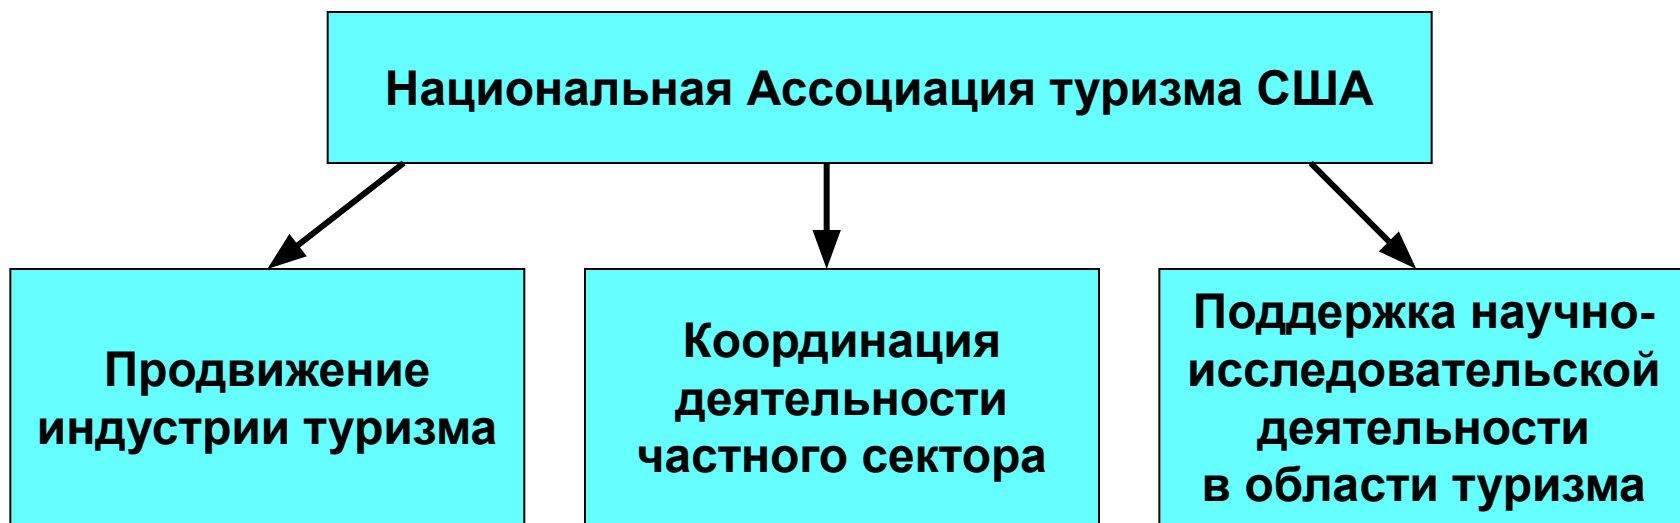 Национальная Ассоциация туризма США
Продвижение
индустрии туризма
Координация
деятельности
частного сектора
Поддержка научно-
исследовательской
деятельности
в области туризма